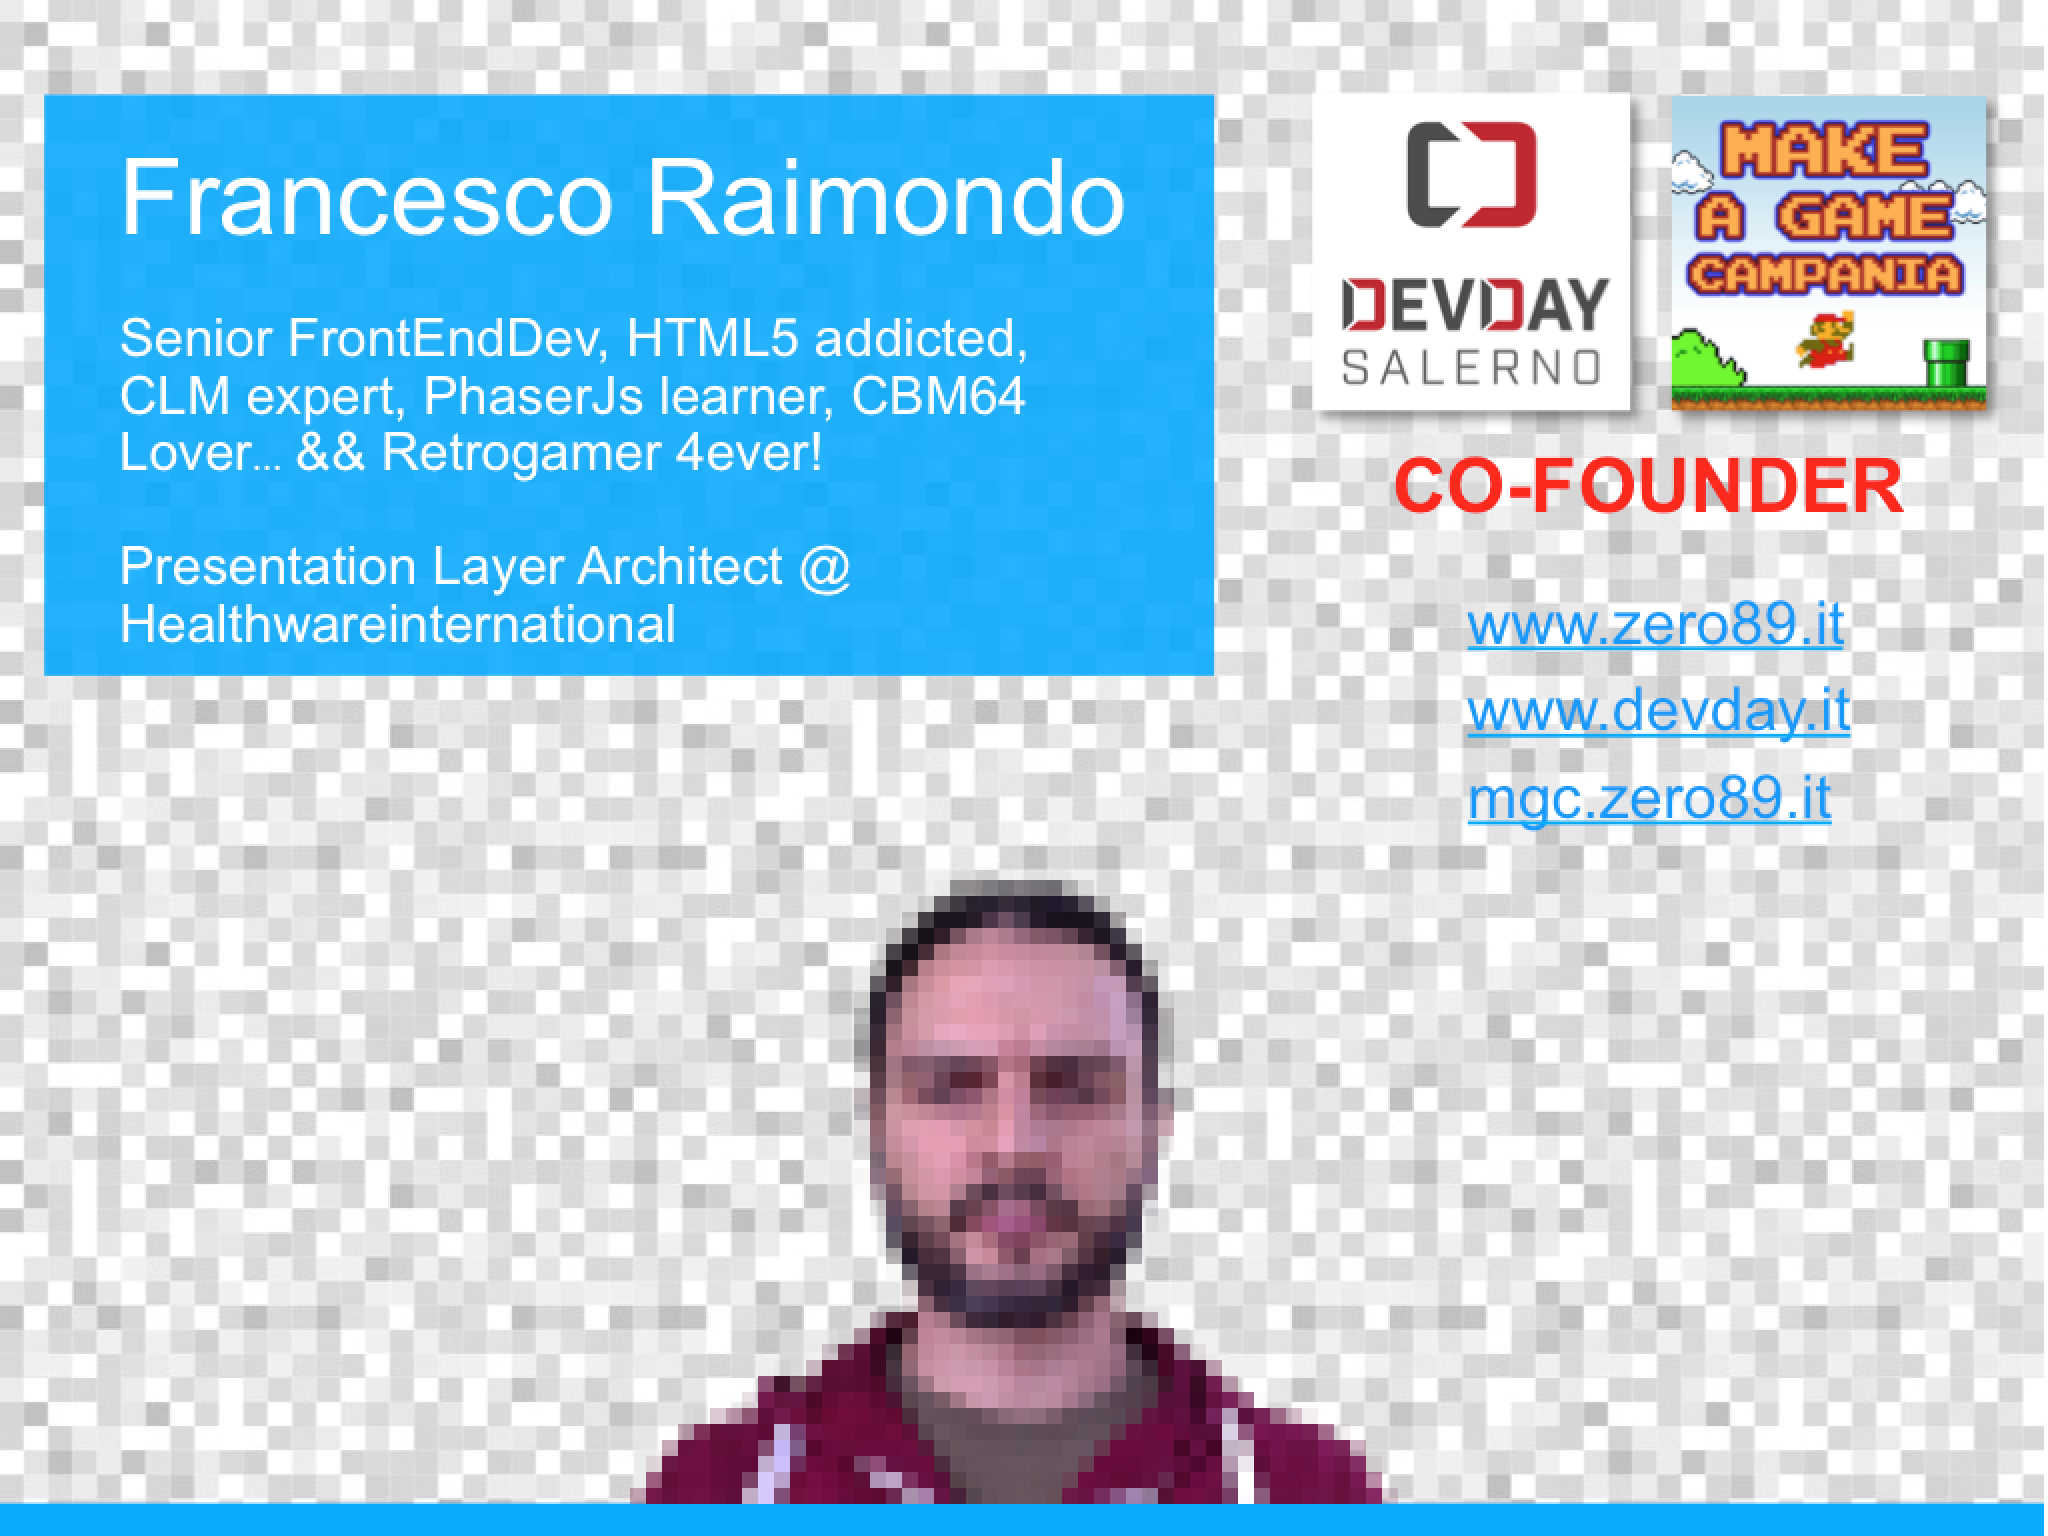 Francesco Raimondo
Senior FrontEndDev, HTML5 addicted,
CLM expert, PhaserJs learner, CBM64
Lover... && Retrogamer 4ever!
Presentation Layer Architect @
Healthwareinternational
DEVDAY
SALERNO
MAKE
A GAME
CAMPANIA
CO-FOUNDER
www.zero89.it
www.devday.it
mgc.zero89.it